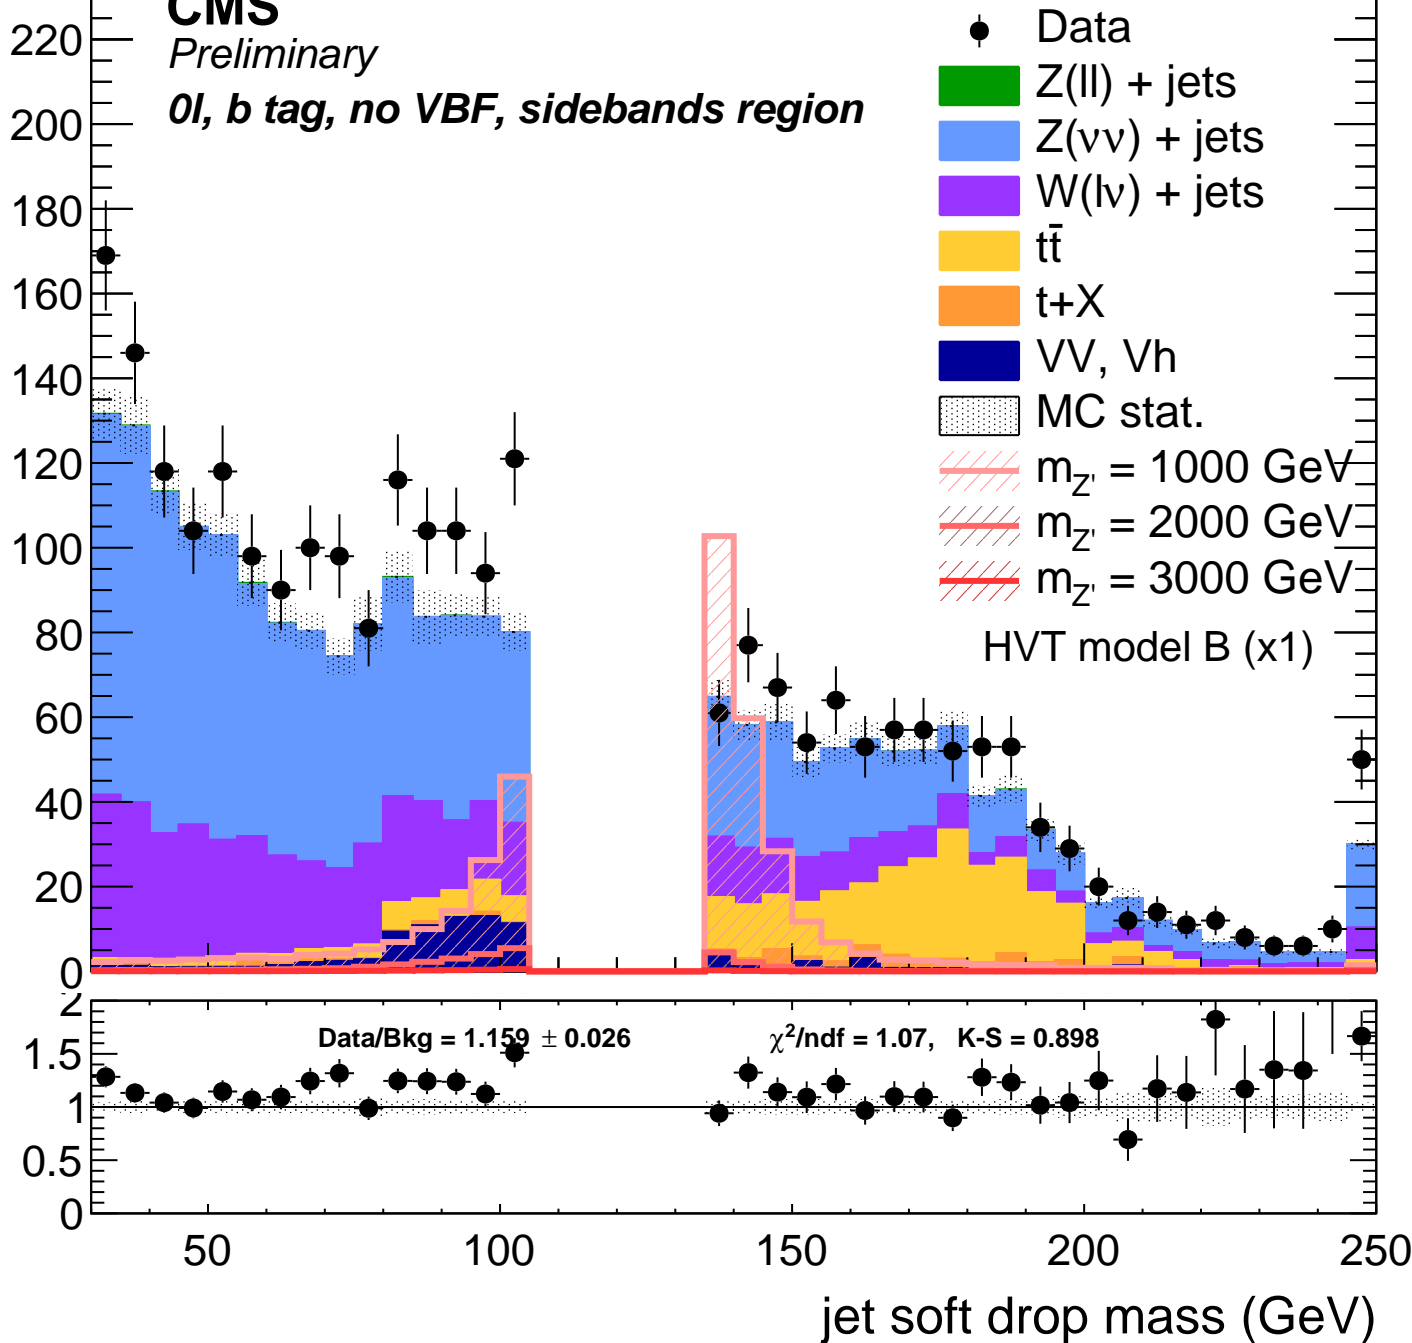 CMS
Preliminary
0l, b tag, no VBF, sidebands region
Data
Z(ll) + jets
Z(νν) + jets
W(lν) + jets
tt̄
t+X
VV, Vh
MC stat.
m_Z' = 1000 GeV
m_Z' = 2000 GeV
m_Z' = 3000 GeV
HVT model B (x1)
220
200
180
160
140
120
100
80
60
40
20
0
Data/Bkg = 1.159 ± 0.026
χ²/ndf = 1.07, K-S = 0.898
2
1.5
1
0.5
0
50 100 150 200 250
jet soft drop mass (GeV)